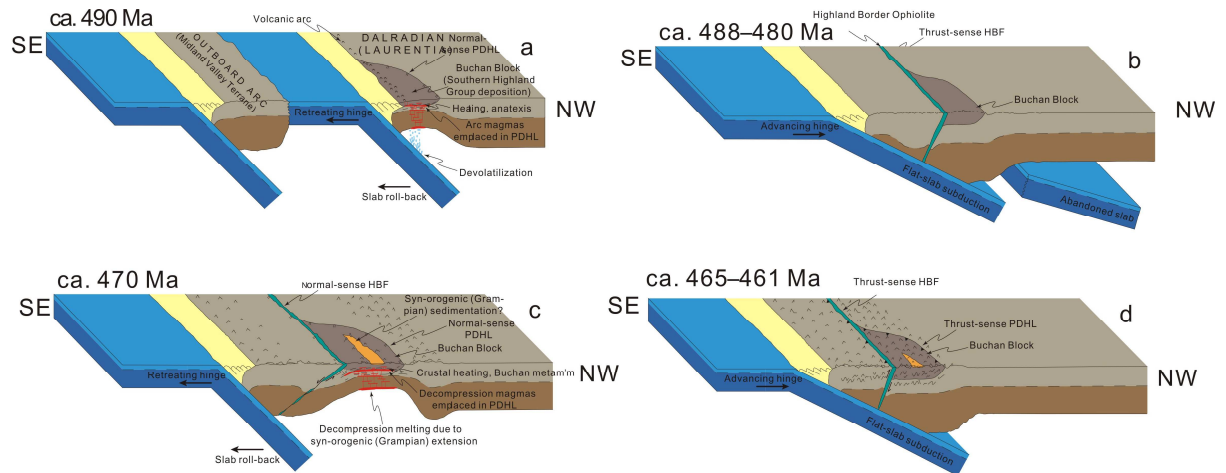 ca. 490 Ma
SE
Volcanic arc
DALRADIAN
(LAURENTIA)
Normal-
sense PDHL
a
OUTBOARD ARC
(Midland Valley Terrane)
Buchan Block
(Southern Highland
Group deposition)
NW
Retreating hinge
Heating, anatexis
Arc magmas
emplaced in PDHL
Devolatilization
Slab roll-back
ca. 488–480 Ma
SE
Highland Border Ophiolite
Thrust-sense HBF
b
Buchan Block
NW
Advancing hinge
Flat-slab subduction
Abandoned slab
ca. 470 Ma
SE
Normal-sense HBF
Syn-orogenic (Gram-
pian) sedimentation?
c
Normal-sense
PDHL
Buchan Block
Retreating hinge
Crustal heating, Buchan metam'm
NW
Decompression magmas
emplaced in PDHL
Decompression melting due to
syn-orogenic (Grampian) extension
Slab roll-back
ca. 465–461 Ma
SE
Thrust-sense HBF
d
Thrust-sense PDHL
Buchan Block
NW
Advancing hinge
Flat-slab subduction